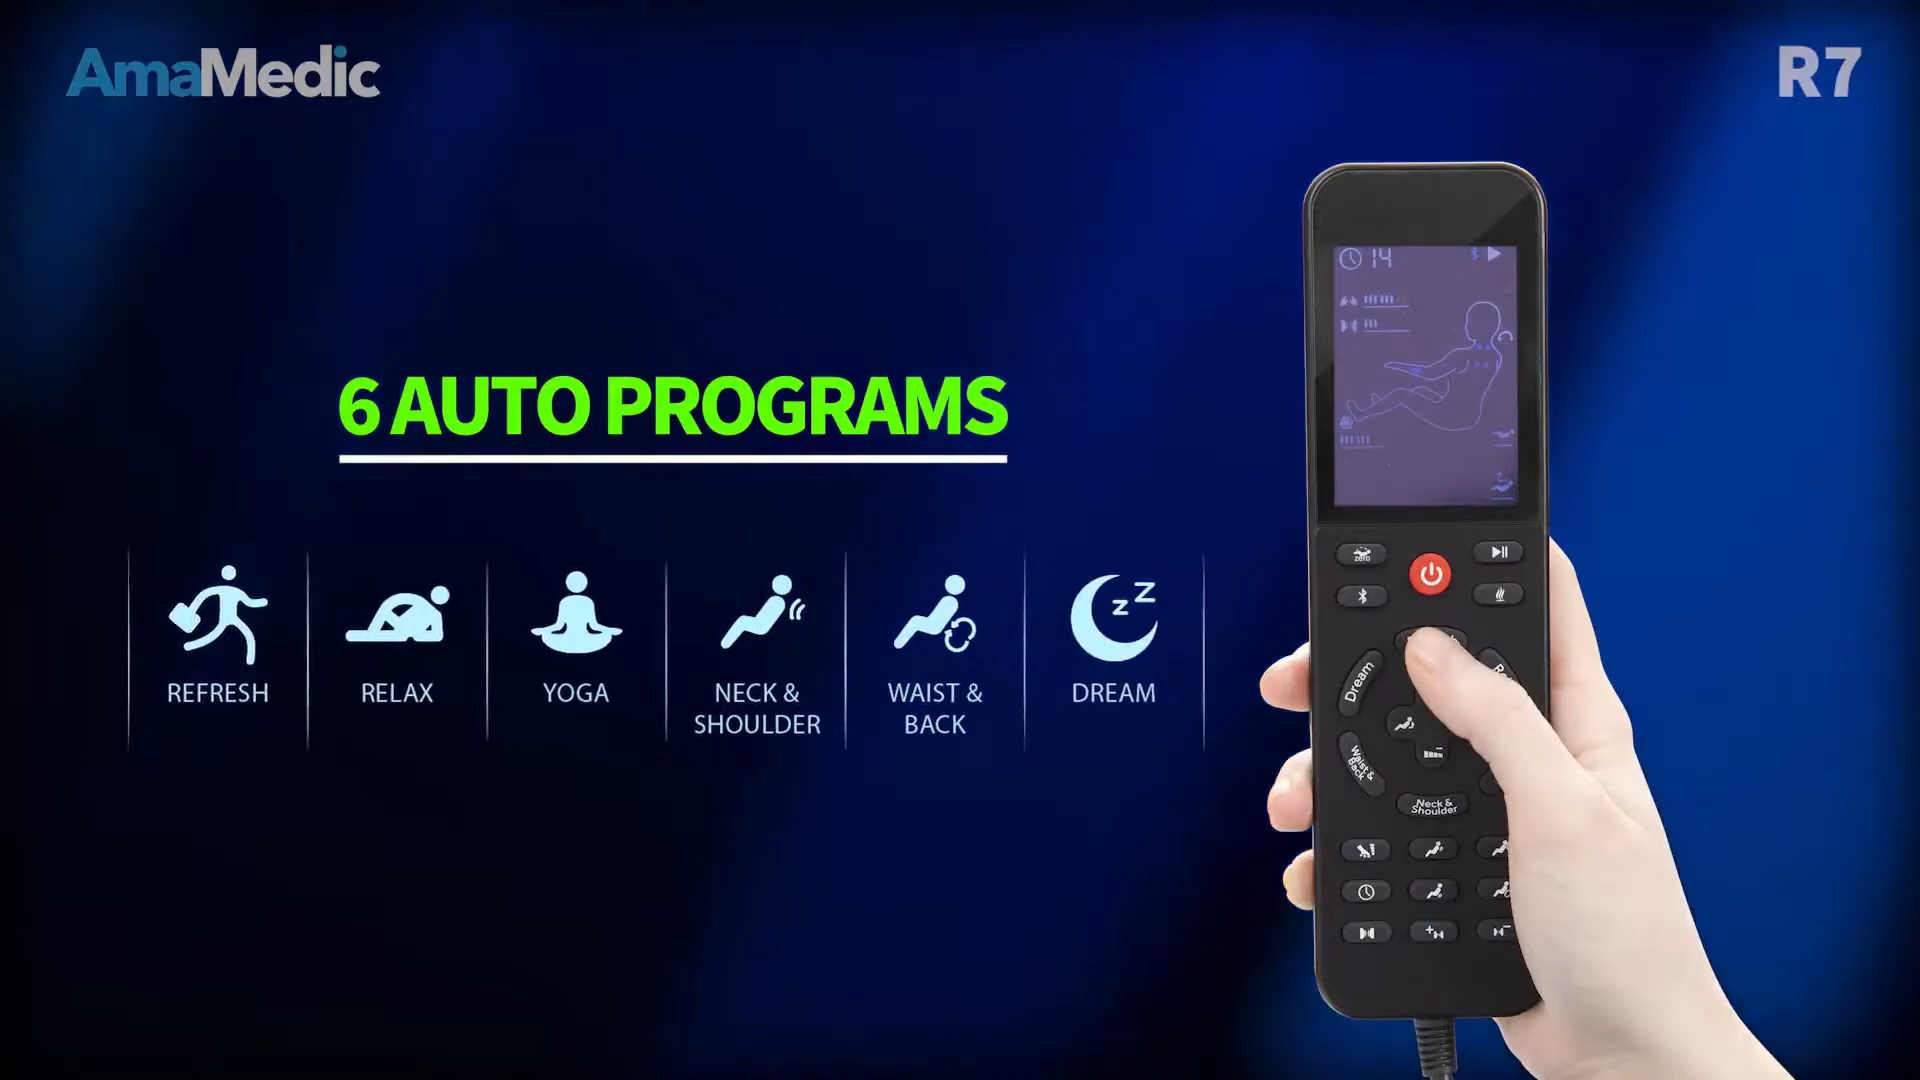 AmaMedic
R7
6 AUTO PROGRAMS
REFRESH
RELAX
YOGA
NECK &
SHOULDER
WAIST &
BACK
DREAM
z Z
14
zero
Dream
Waist &
Back
Neck &
Shoulder